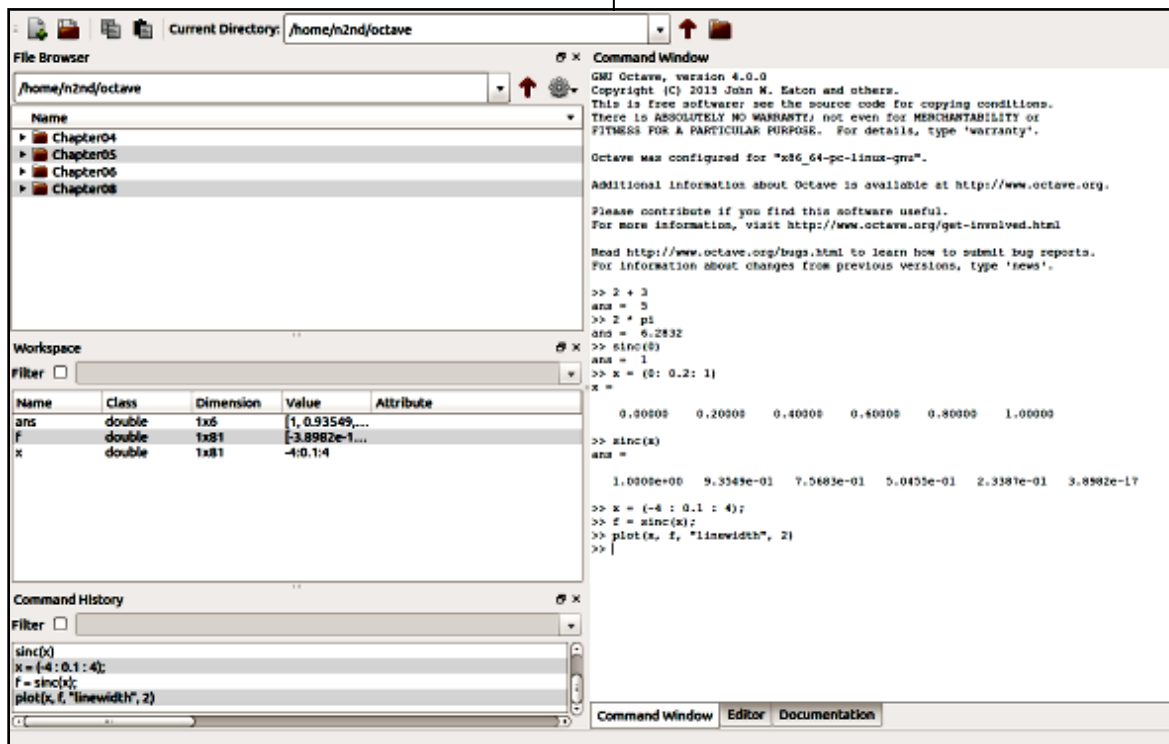 Current Directory: /home/n2nd/octave
File Browser
/home/n2nd/octave
Name
Chapter04
Chapter05
Chapter06
Chapter08
Workspace
Filter
Name Class Dimension Value Attribute
ans double 1x6 [1, 0.93549,...
f double 1x81 [-3.8982e-1...
x double 1x81 -4:0.1:4
Command History
Filter
sinc(x)
x = (-4 : 0.1 : 4);
f = sinc(x);
plot(x, f, "linewidth", 2)
Command Window
GNU Octave, version 4.0.0
Copyright (C) 2015 John W. Eaton and others.
This is free software; see the source code for copying conditions.
There is ABSOLUTELY NO WARRANTY; not even for MERCHANTABILITY or
FITNESS FOR A PARTICULAR PURPOSE. For details, type 'warranty'.
Octave was configured for "x86_64-pc-linux-gnu".
Additional information about Octave is available at http://www.octave.org.
Please contribute if you find this software useful.
For more information, visit http://www.octave.org/get-involved.html
Read http://www.octave.org/bugs.html to learn how to submit bug reports.
For information about changes from previous versions, type 'news'.
>> 2 + 3
ans = 5
>> 2 * pi
ans = 6.2832
>> sinc(0)
ans = 1
>> x = (0: 0.2: 1)
x =
0.00000 0.20000 0.40000 0.60000 0.80000 1.00000
>> sinc(x)
ans =
1.0000e+00 9.3549e-01 7.5683e-01 5.0455e-01 2.3387e-01 3.8982e-17
>> x = (-4 : 0.1 : 4);
>> f = sinc(x);
>> plot(x, f, "linewidth", 2)
>>
Command Window Editor Documentation